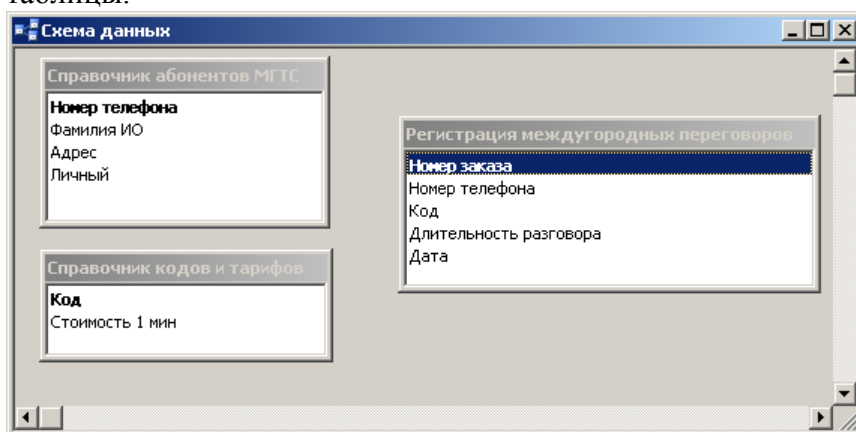 таблицы.
Схема данных
Справочник абонентов МГТС
Номер телефона
Фамилия ИО
Адрес
Личный
Регистрация междугородных переговоров
Номер заказа
Номер телефона
Код
Длительность разговора
Дата
Справочник кодов и тарифов
Код
Стоимость 1 мин